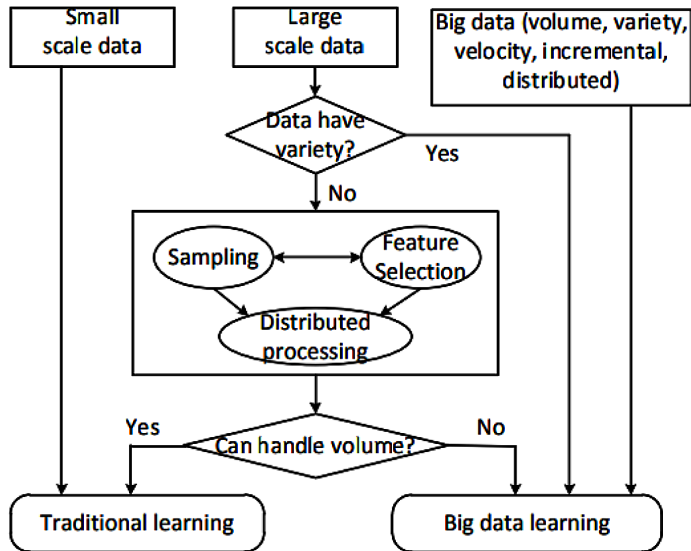 Small
scale data
Large
scale data
Big data (volume, variety,
velocity, incremental,
distributed)
Data have
variety?
Yes
No
Sampling
Feature
Selection
Distributed
processing
Yes
Can handle volume?
No
Traditional learning
Big data learning